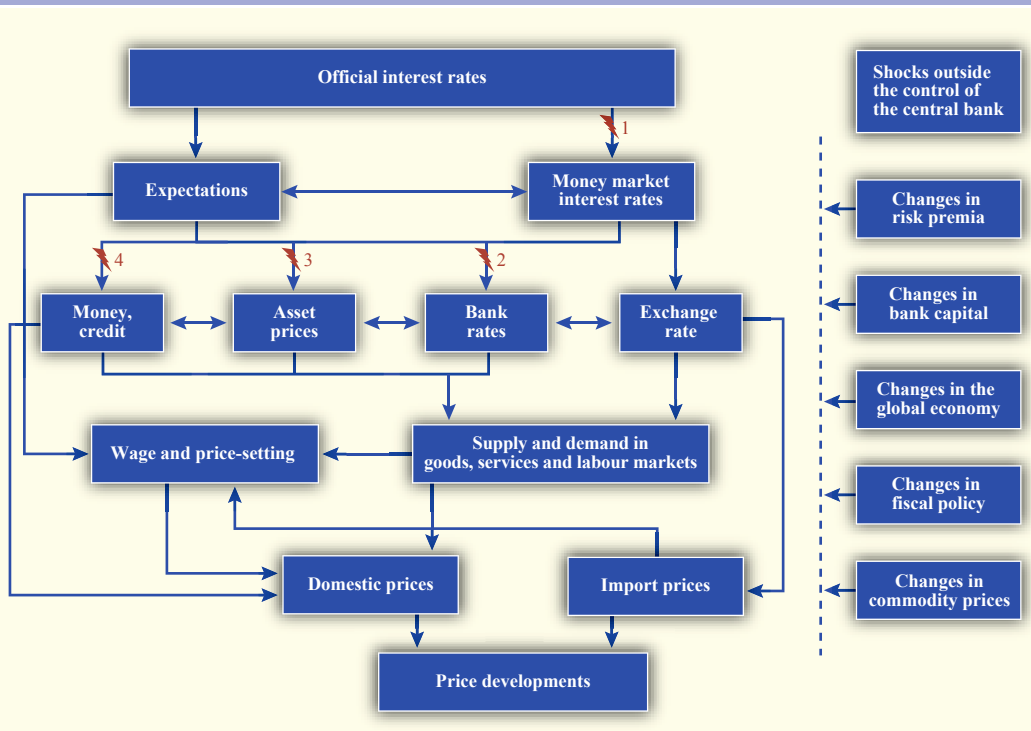 Official interest rates
Shocks outside
the control of
the central bank
1
Expectations
Money market
interest rates
Changes in
risk premia
4
3
2
Money,
credit
Asset
prices
Bank
rates
Exchange
rate
Changes in
bank capital
Changes in the
global economy
Wage and price-setting
Supply and demand in
goods, services and labour markets
Changes in
fiscal policy
Domestic prices
Import prices
Changes in
commodity prices
Price developments